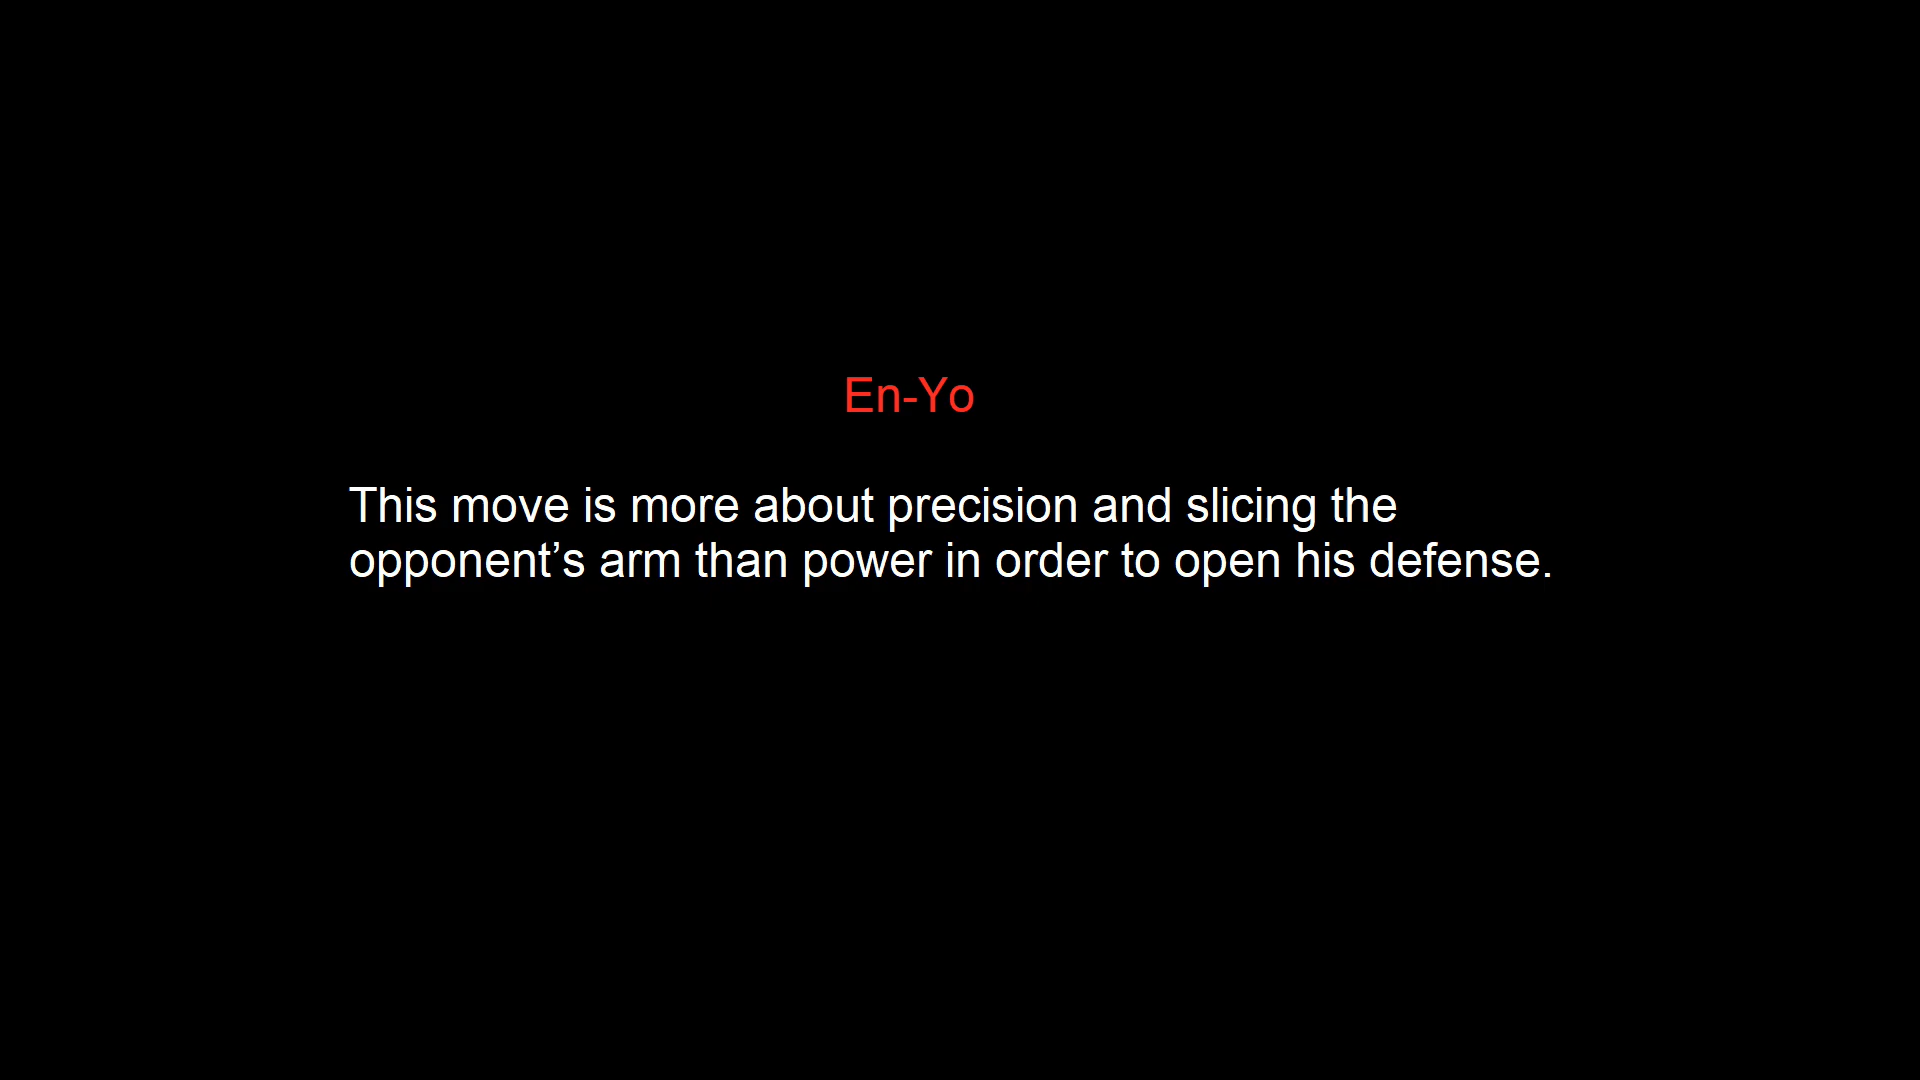 En-Yo
This move is more about precision and slicing the
opponent’s arm than power in order to open his defense.